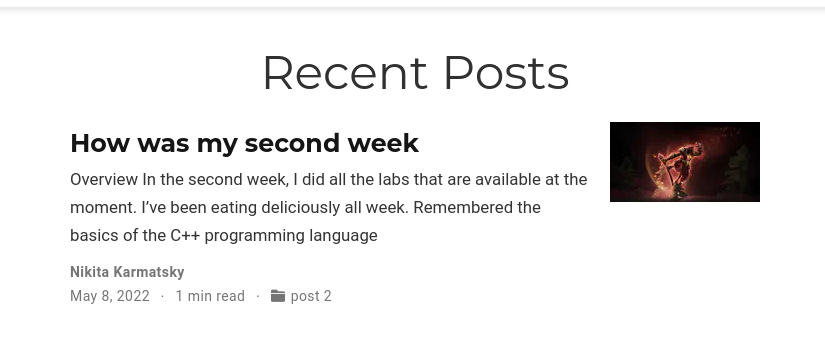 Recent Posts
How was my second week
Overview In the second week, I did all the labs that are available at the
moment. I’ve been eating deliciously all week. Remembered the
basics of the C++ programming language
Nikita Karmatsky
May 8, 2022 · 1 min read · post 2